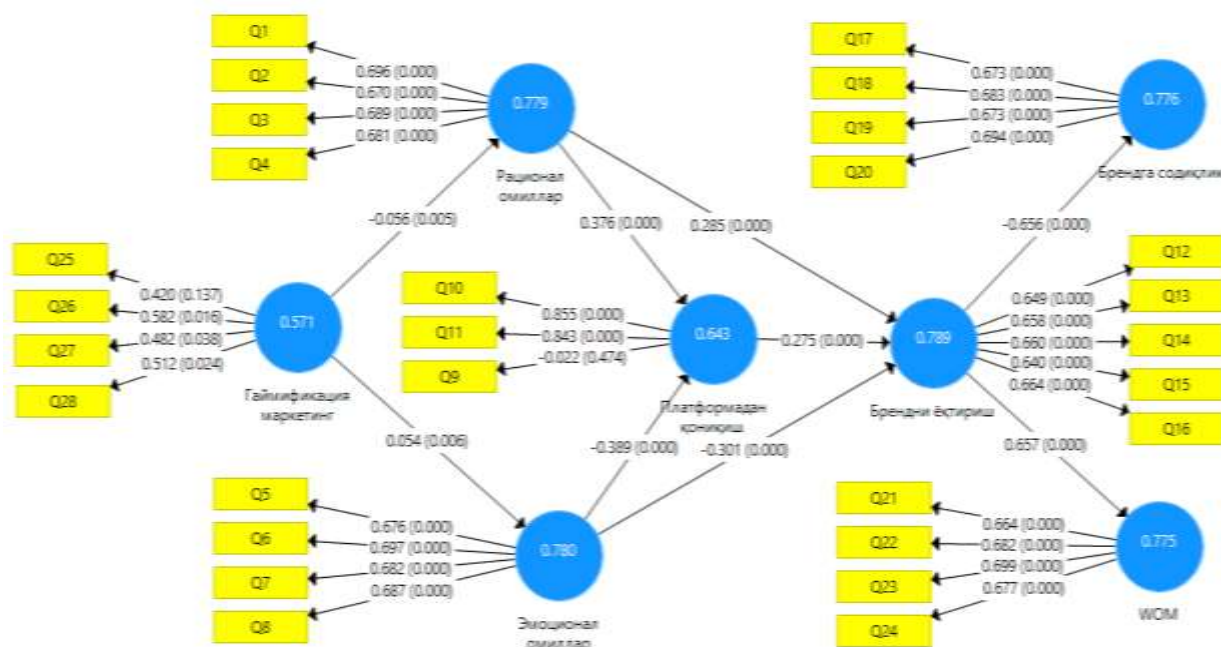 Q1
Q2
Q3
Q4
0.696 (0.000)
0.670 (0.000)
0.689 (0.000)
0.681 (0.000)
0.779
Рационал
омиллар
Q17
Q18
Q19
Q20
0.673 (0.000)
0.683 (0.000)
0.673 (0.000)
0.694 (0.000)
0.776
Брендга содиқлик
-0.056 (0.005)
0.376 (0.000)
0.285 (0.000)
-0.656 (0.000)
Q25
Q26
Q27
Q28
0.420 (0.137)
0.582 (0.016)
0.482 (0.038)
0.512 (0.024)
0.571
Гаймификация
маркетинг
Q10
Q11
Q9
0.855 (0.000)
0.843 (0.000)
-0.022 (0.474)
0.643
Платформадан
қониқиш
0.275 (0.000)
0.789
Брендни ёқтириш
0.649 (0.000)
0.658 (0.000)
0.660 (0.000)
0.640 (0.000)
0.664 (0.000)
Q12
Q13
Q14
Q15
Q16
0.054 (0.006)
-0.389 (0.000)
-0.301 (0.000)
0.657 (0.000)
Q5
Q6
Q7
Q8
0.676 (0.000)
0.697 (0.000)
0.682 (0.000)
0.687 (0.000)
0.780
Эмоционал
омиллар
Q21
Q22
Q23
Q24
0.664 (0.000)
0.682 (0.000)
0.699 (0.000)
0.677 (0.000)
0.775
WOM